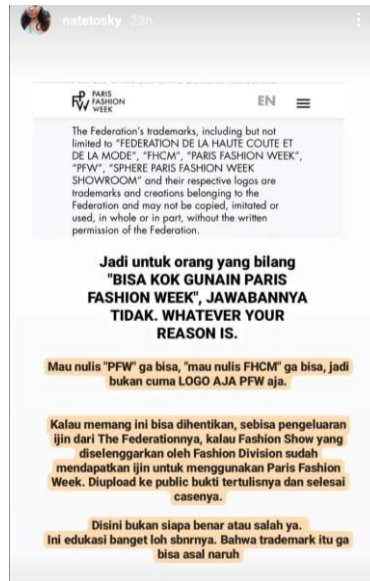 natetosky 23h
PARIS
FASHION
WEEK
EN
The Federation's trademarks, including but not
limited to "FEDERATION DE LA HAUTE COUTE ET
DE LA MODE", "FHCM", "PARIS FASHION WEEK",
"PFW", "SPHERE PARIS FASHION WEEK
SHOWROOM" and their respective logos are
trademarks and creations belonging to the
Federation and may not be copied, imitated or
used, in whole or in part, without the written
permission of the Federation.
Jadi untuk orang yang bilang
"BISA KOK GUNAIN PARIS
FASHION WEEK", JAWABANNYA
TIDAK. WHATEVER YOUR
REASON IS.
Mau nulis "PFW" ga bisa, "mau nulis FHCM" ga bisa, jadi
bukan cuma LOGO AJA PFW aja.
Kalau memang ini bisa dihentikan, sebisa pengeluaran
ijin dari The Federationnya, kalau Fashion Show yang
diselenggarkan oleh Fashion Division sudah
mendapatkan ijin untuk menggunakan Paris Fashion
Week. Diupload ke public bukti tertulisnya dan selesai
casenya.
Disini bukan siapa benar atau salah ya.
Ini edukasi banget loh sbnrnya. Bahwa trademark itu ga
bisa asal naruh